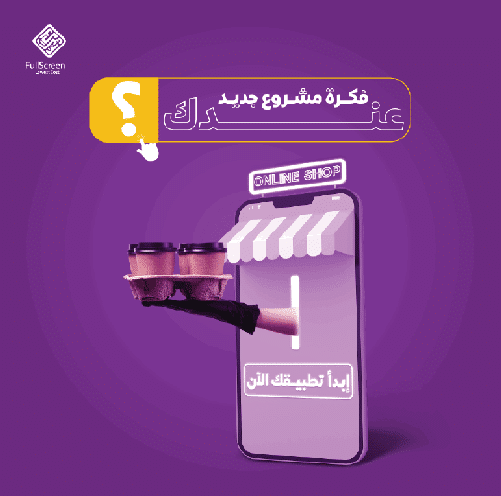 FullScreen
فكرة مشروع جديد
عندك
؟
ONLINE SHOP
إبدأ تطبيقك الآن